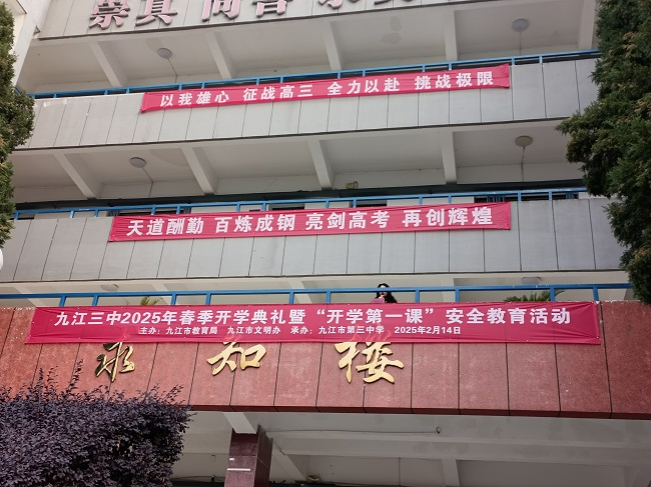 崇真 尚善
以我雄心 征战高三 全力以赴 挑战极限
天道酬勤 百炼成钢 亮剑高考 再创辉煌
九江三中2025年春季开学典礼暨“开学第一课”安全教育活动
主办：九江市教育局 九江市文明办 承办：九江市第三中学 2025年2月14日
求知楼